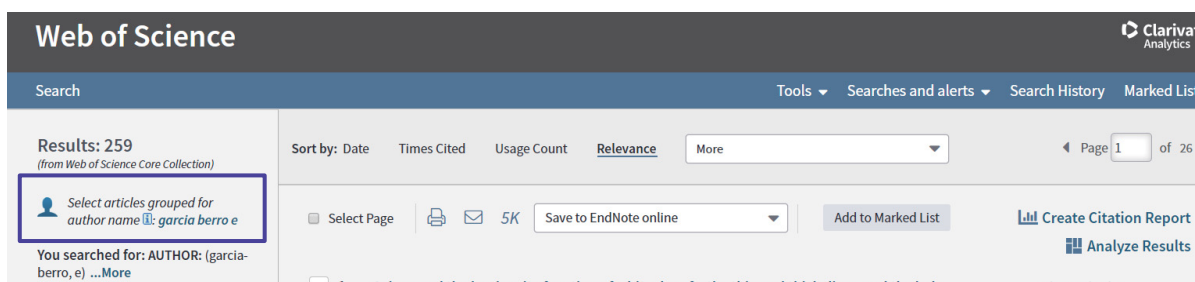 Web of Science
Clarivat
Analytics
Search
Tools
Searches and alerts
Search History
Marked Lis
Results: 259
(from Web of Science Core Collection)
Sort by: Date Times Cited Usage Count Relevance
More
Page 1 of 26
Select articles grouped for
author name i: garcia berro e
Select Page
5K
Save to EndNote online
Add to Marked List
Create Citation Report
Analyze Results
You searched for: AUTHOR: (garcia-
berro, e) ...More